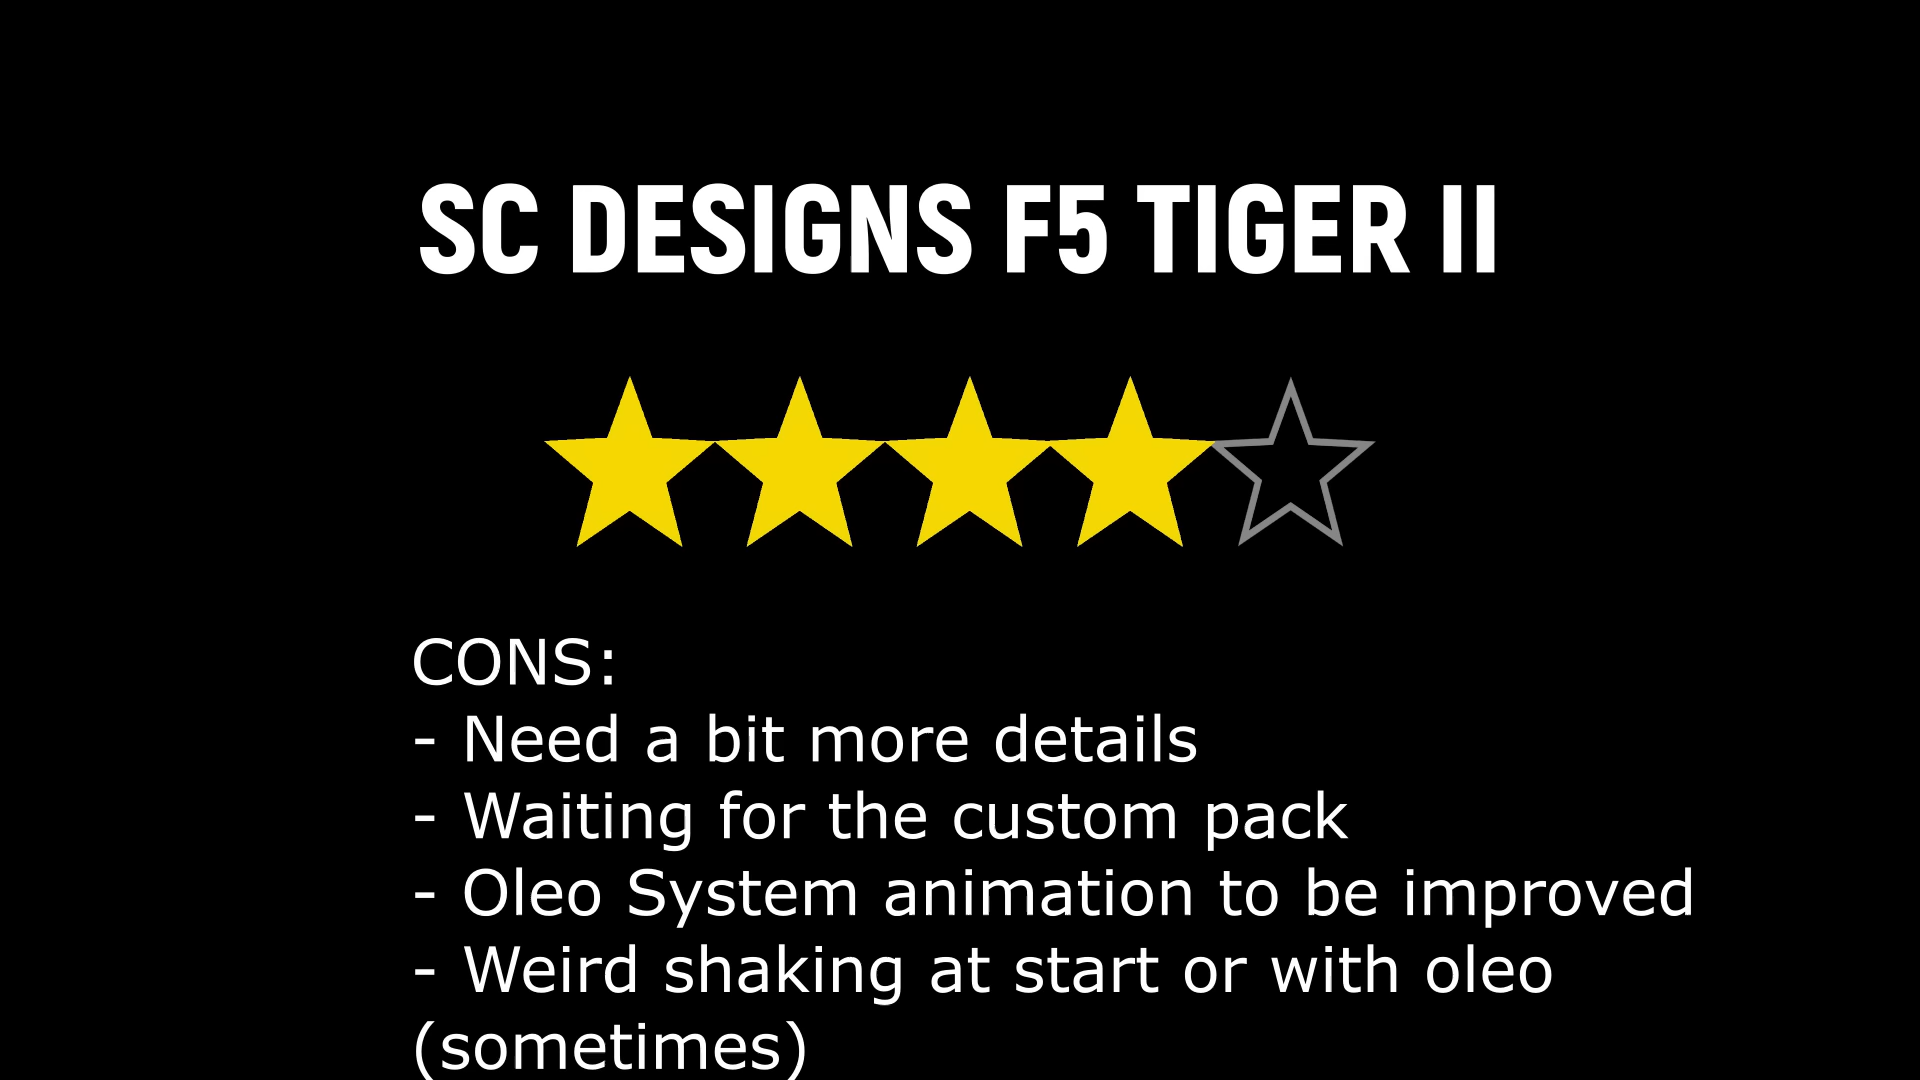 SC DESIGNS F5 TIGER II
CONS:
- Need a bit more details
- Waiting for the custom pack
- Oleo System animation to be improved
- Weird shaking at start or with oleo
(sometimes)